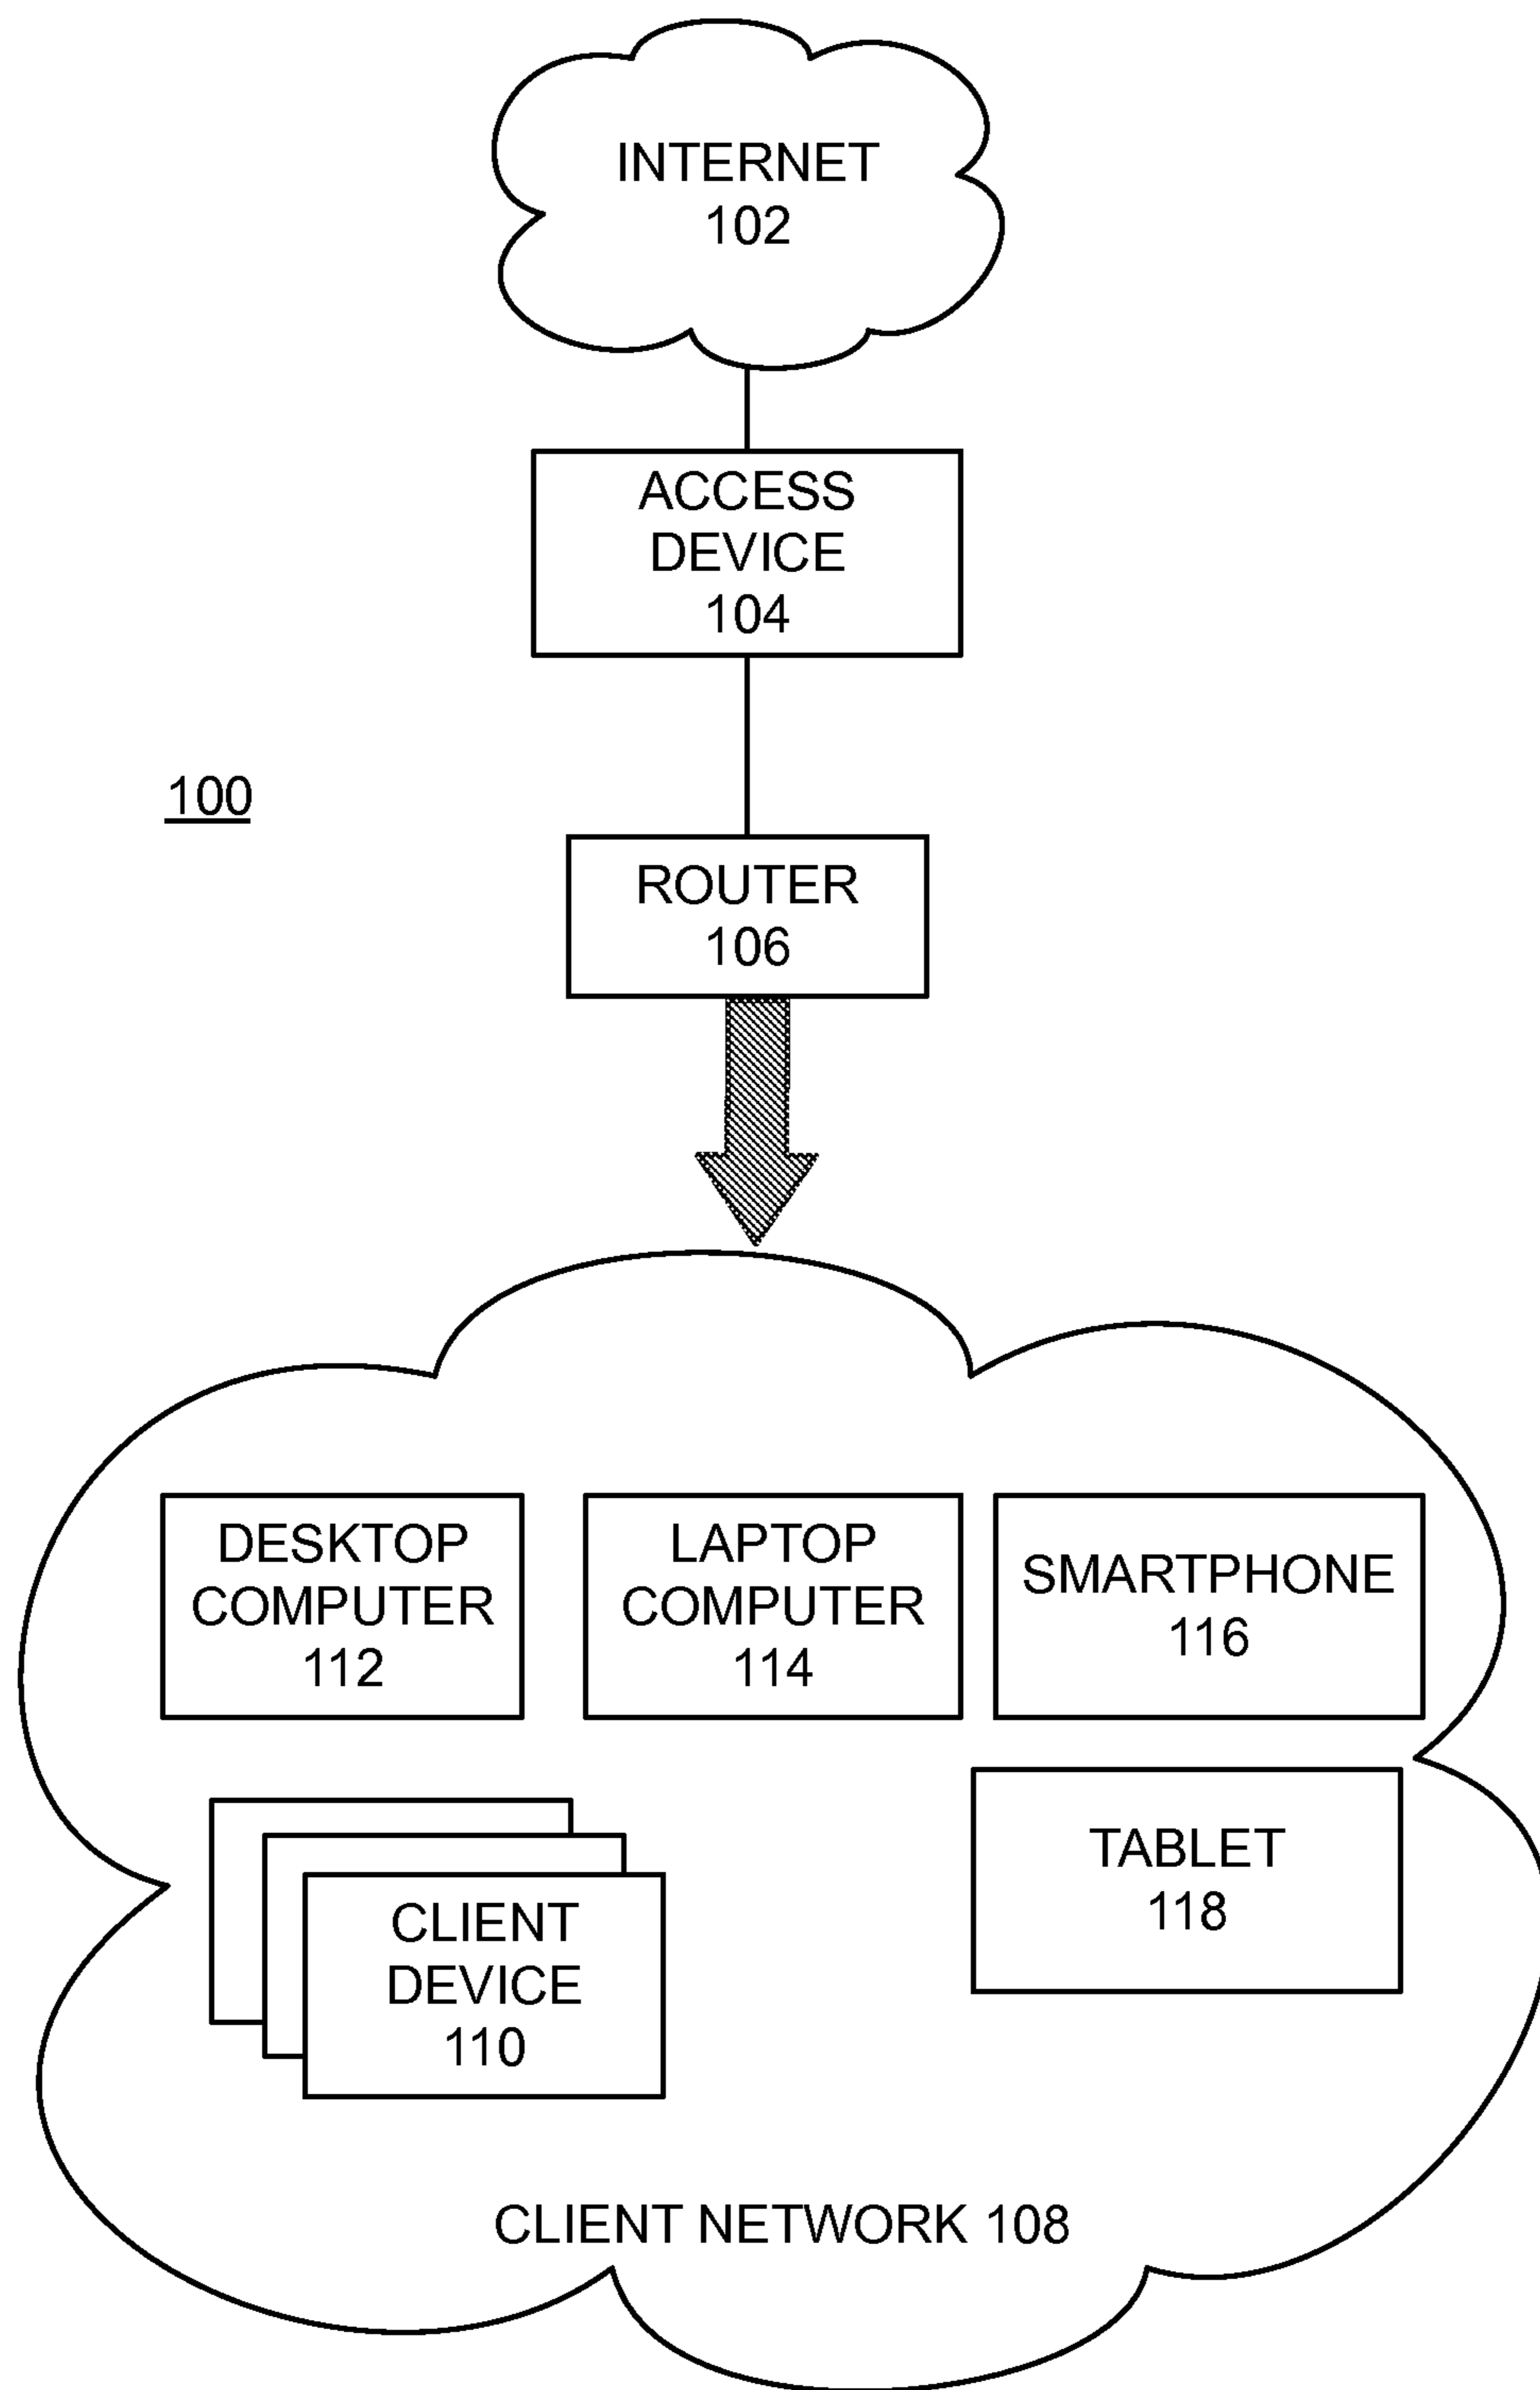 INTERNET
102
ACCESS
DEVICE
104
100
ROUTER
106
DESKTOP
COMPUTER
112
LAPTOP
COMPUTER
114
SMARTPHONE
116
CLIENT
DEVICE
110
TABLET
118
CLIENT NETWORK 108